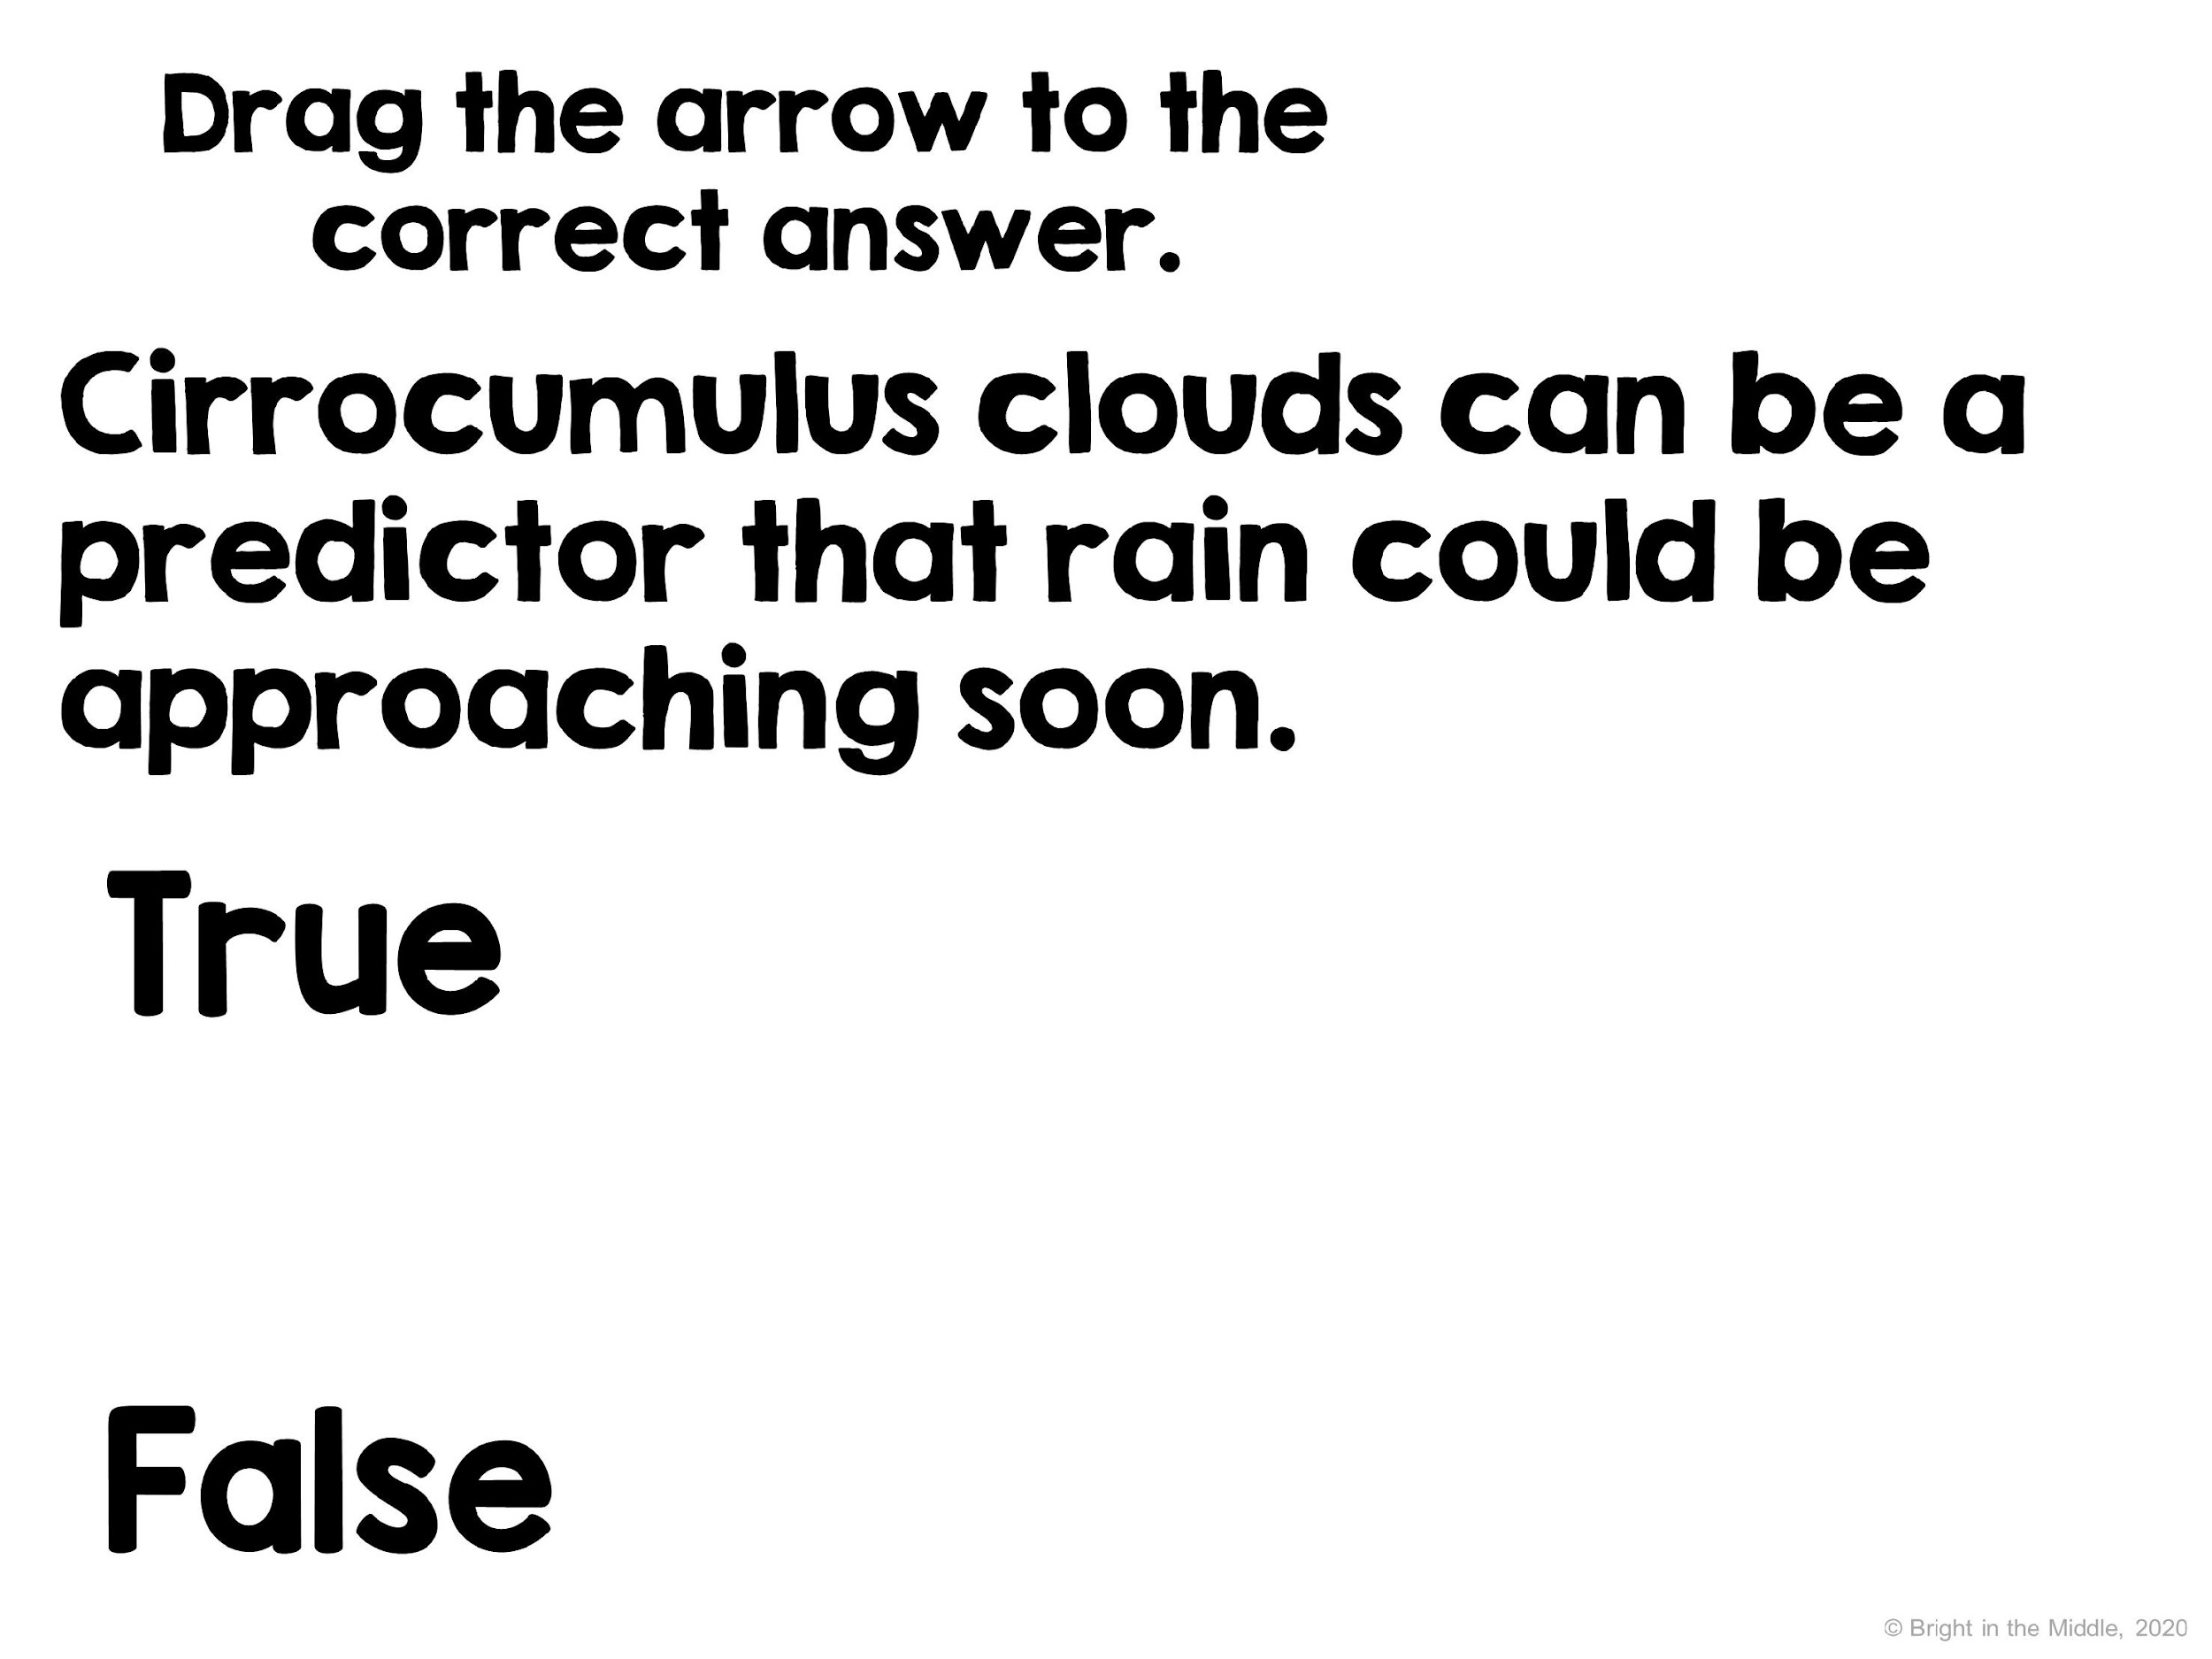 Drag the arrow to the
correct answer.
Cirrocumulus clouds can be a
predictor that rain could be
approaching soon.
True
False
© Bright in the Middle, 2020